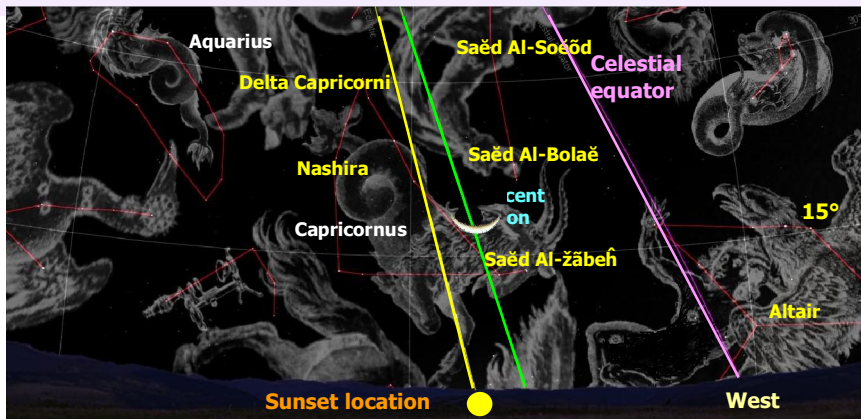 Aquarius
Saĕd Al-Soéõd
Celestial
equator
Delta Capricorni
Nashira
Saĕd Al-Bolaĕ
cent
on
Capricornus
15°
Saĕd Al-žãbeĥ
Altair
Sunset location
West